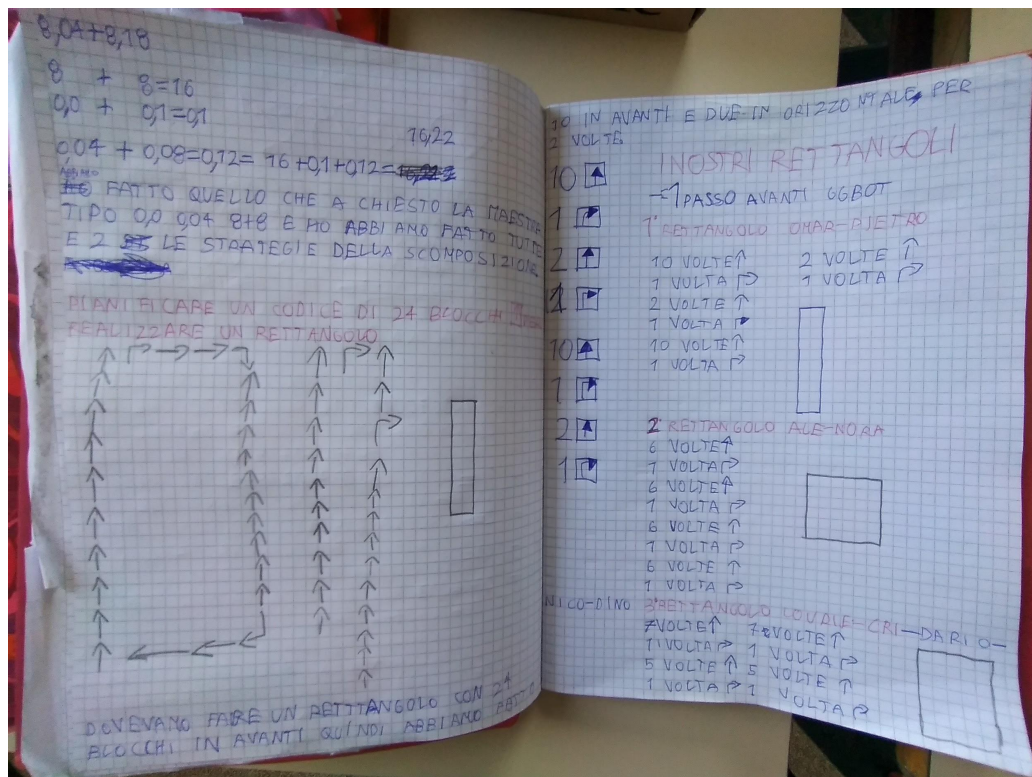 8,04+8,18
8 + 8=16
0,0 + 0,1=0,1
16,22
0,04 + 0,08=0,12= 16+0,1+0,12=
ABBIAMO
FATTO QUELLO CHE A CHIESTO LA MAESTRA
TIPO 0,0 0,04 8+8 E NO ABBIAMO FATTO TUTTE
E 2 LE STRATEGIE DELLA SCOMPOSIZIONE
PIANIFICARE UN CODICE DI 24 BLOCCHI
REALIZZARE UN RETTANGOLO
DOVEVAMO FARE UN RETTANGOLO CON 24
BLOCCHI IN AVANTI QUINDI ABBIAMO
10 IN AVANTI E DUE IN ORIZZONTALE, PER
2 VOLTE
10 ↑
1 ↱
2 ↑
1 ↱
10 ↑
1 ↱
2 ↑
1 ↱
I NOSTRI RETTANGOLI
1 PASSO AVANTI GGBOT
1° RETTANGOLO OMAR-PIETRO
10 VOLTE ↑ 2 VOLTE ↑
1 VOLTA ↱ 1 VOLTA ↱
2 VOLTE ↑
1 VOLTA ↱
10 VOLTE ↑
1 VOLTA ↱
2° RETTANGOLO ALE-NORA
6 VOLTE ↑
1 VOLTA ↱
6 VOLTE ↑
1 VOLTA ↱
6 VOLTE ↑
1 VOLTA ↱
6 VOLTE ↑
1 VOLTA ↱
NICO-DINO 3° RETTANGOLO CRI-DARIO-
7 VOLTE ↑ 7 VOLTE ↑
1 VOLTA ↱ 1 VOLTA ↱
5 VOLTE ↑ 5 VOLTE ↑
1 VOLTA ↱ 1 VOLTA ↱